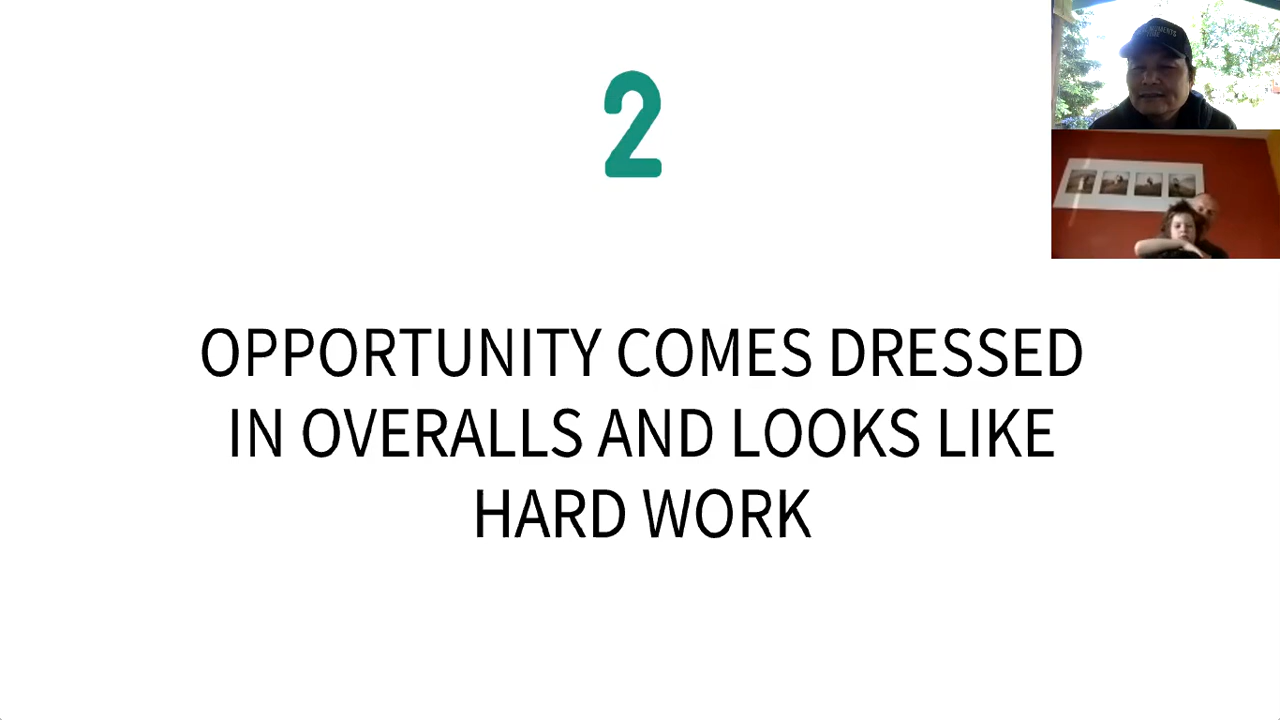 2
OPPORTUNITY COMES DRESSED
IN OVERALLS AND LOOKS LIKE
HARD WORK